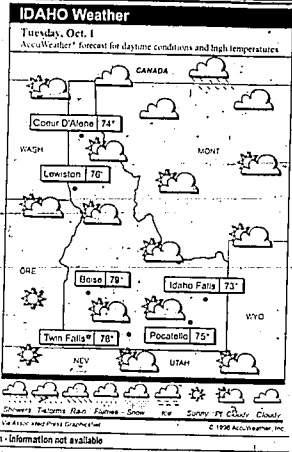 IDAHO Weather
Tuesday, Oct. 1
AccuWeather® forecast for daytime conditions and high temperatures
CANADA
Coeur D'Alene 74°
WASH
MONT
Lewiston 76°
ORE
Boise 79°
Idaho Falls 73°
WYO
Twin Falls 78°
Pocatello 75°
NEV
UTAH
Showers T-storms Rain Flurries Snow Ice Sunny Pt Cloudy Cloudy
Via Associated Press GraphicsNet
© 1996 AccuWeather, Inc.
- Information not available